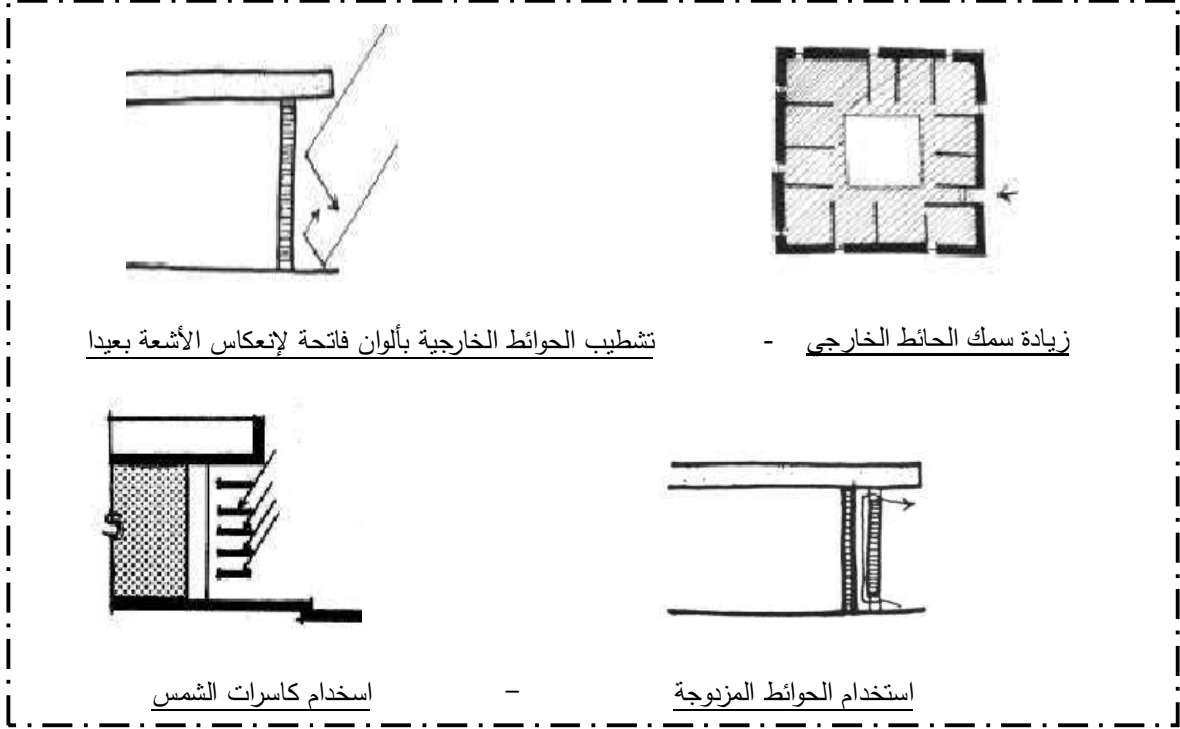 زيادة سمك الحائط الخارجي - تشطيب الحوائط الخارجية بألوان فاتحة لإنعكاس الأشعة بعيدا
استخدام الحوائط المزدوجة – اسخدام كاسرات الشمس